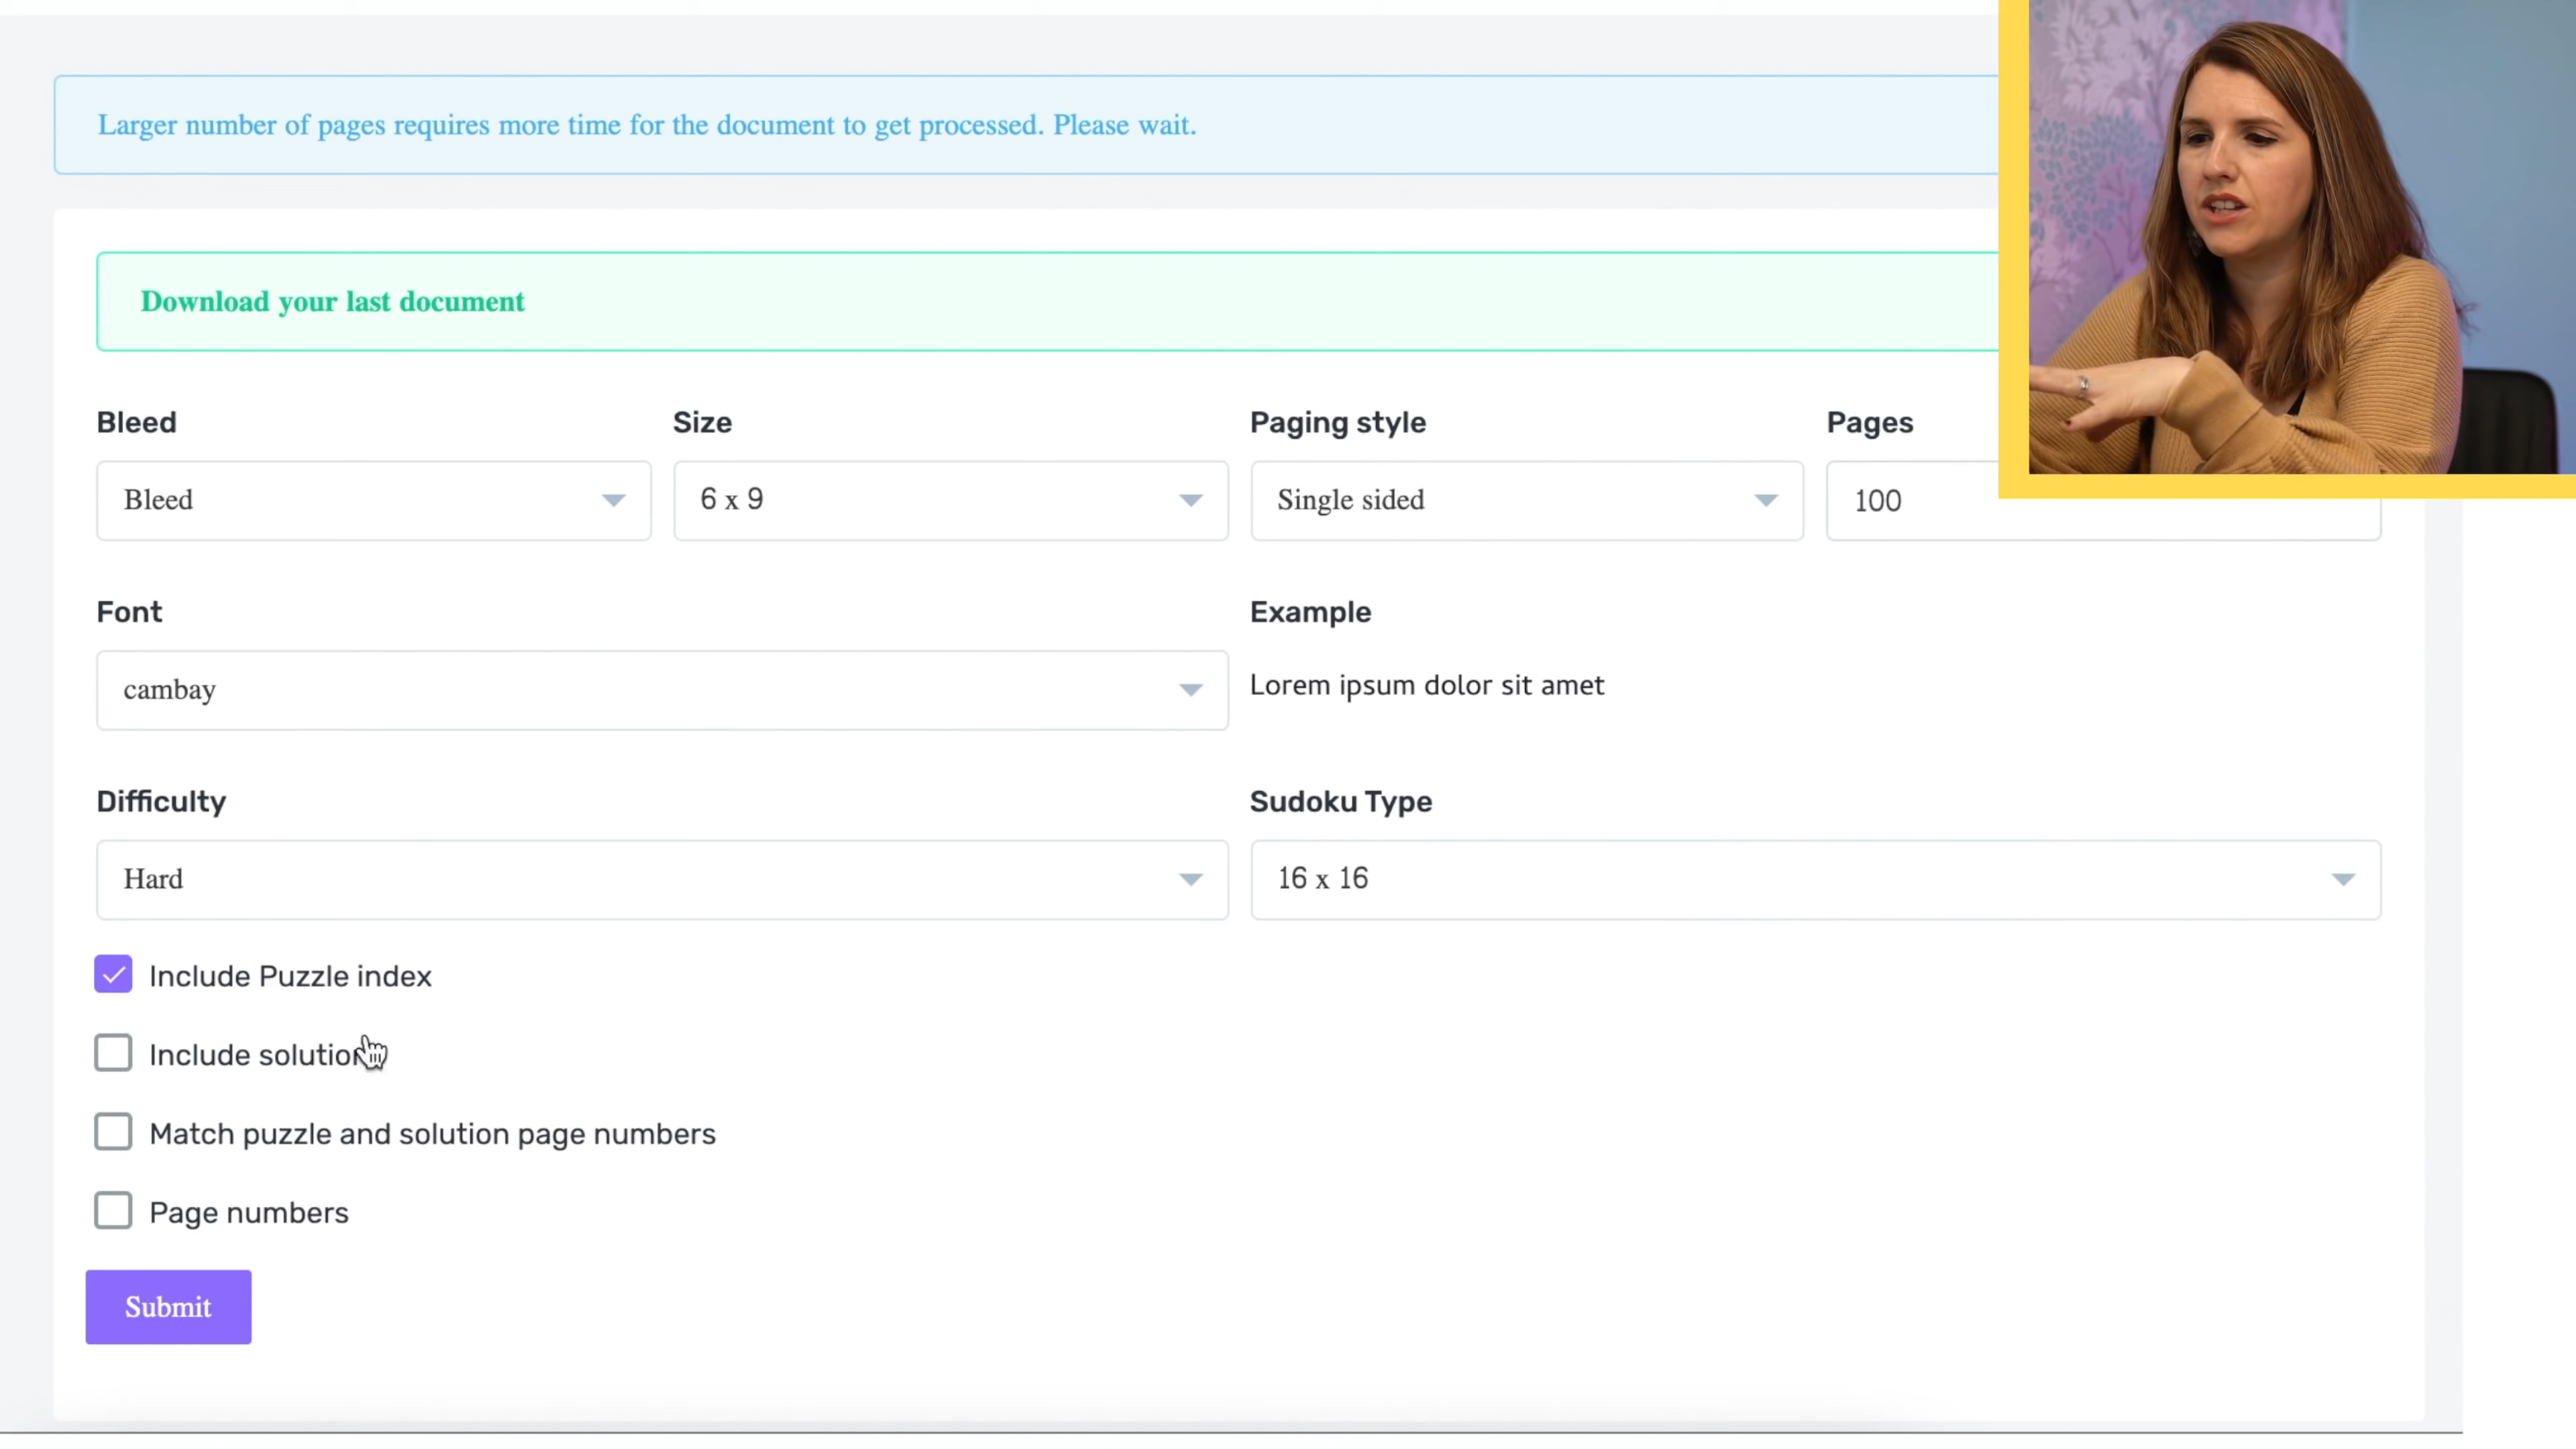 Larger number of pages requires more time for the document to get processed. Please wait.
Download your last document
Bleed
Size
Paging style
Pages
Bleed
6 x 9
Single sided
100
Font
Example
cambay
Lorem ipsum dolor sit amet
Difficulty
Sudoku Type
Hard
16 x 16
Include Puzzle index
Include solution
Match puzzle and solution page numbers
Page numbers
Submit